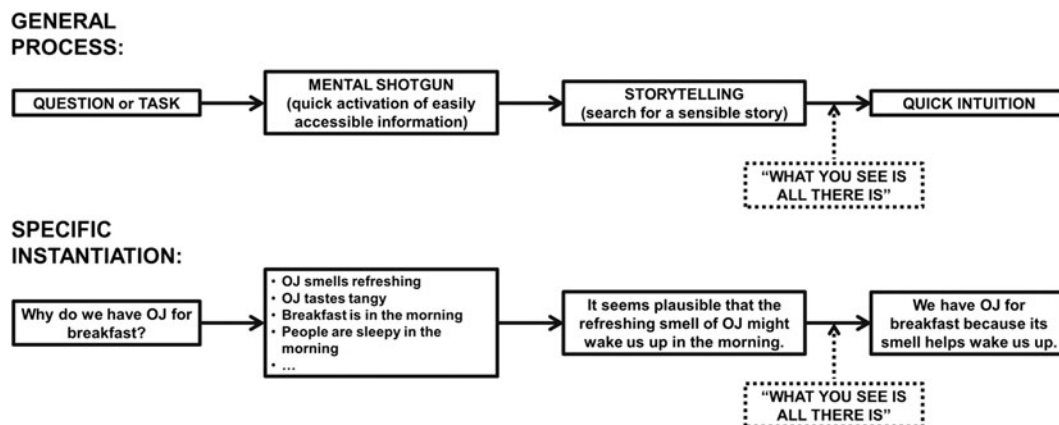 GENERAL
PROCESS:
QUESTION or TASK
MENTAL SHOTGUN
(quick activation of easily
accessible information)
STORYTELLING
(search for a sensible story)
QUICK INTUITION
“WHAT YOU SEE IS
ALL THERE IS”
SPECIFIC
INSTANTIATION:
Why do we have OJ for
breakfast?
• OJ smells refreshing
• OJ tastes tangy
• Breakfast is in the morning
• People are sleepy in the
morning
• ...
It seems plausible that the
refreshing smell of OJ might
wake us up in the morning.
We have OJ for
breakfast because its
smell helps wake us up.
“WHAT YOU SEE IS
ALL THERE IS”